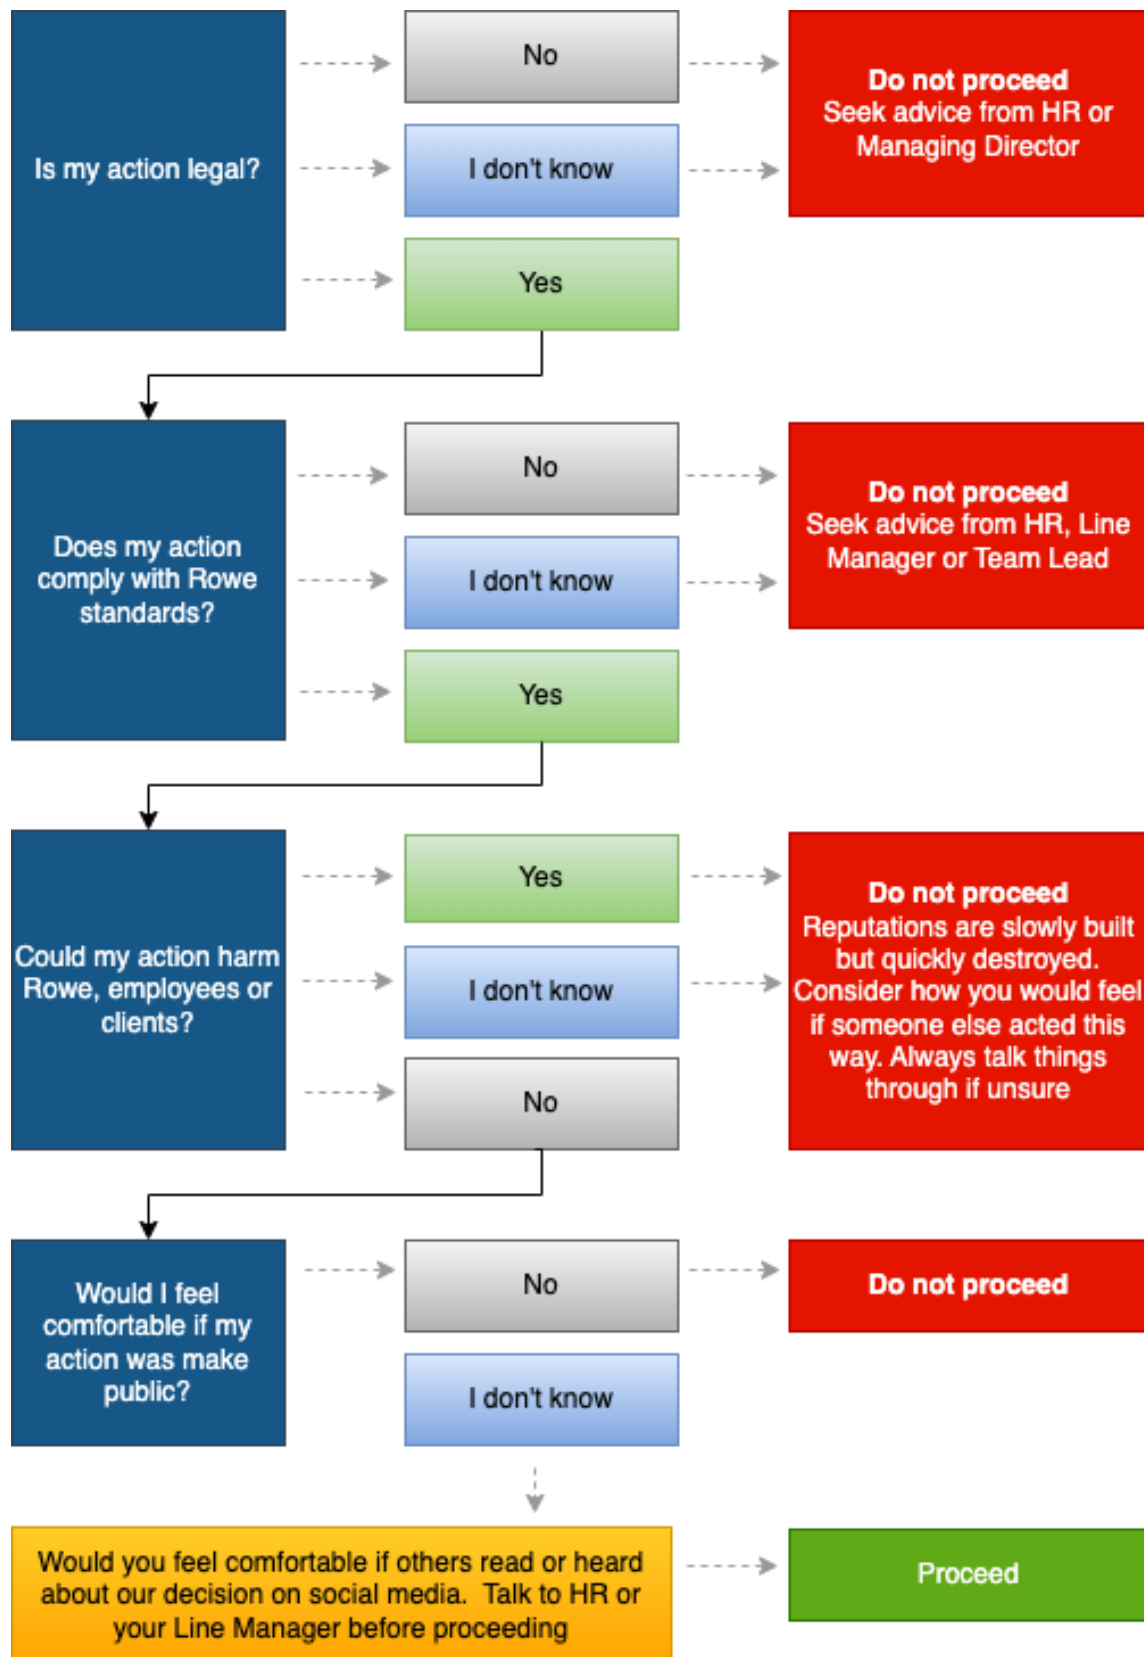 Is my action legal?
No
I don't know
Yes
Do not proceed
Seek advice from HR or
Managing Director
Does my action
comply with Rowe
standards?
No
I don't know
Yes
Do not proceed
Seek advice from HR, Line
Manager or Team Lead
Could my action harm
Rowe, employees or
clients?
Yes
I don't know
No
Do not proceed
Reputations are slowly built
but quickly destroyed.
Consider how you would feel
if someone else acted this
way. Always talk things
through if unsure
Would I feel
comfortable if my
action was make
public?
No
I don't know
Do not proceed
Would you feel comfortable if others read or heard
about our decision on social media.  Talk to HR or
your Line Manager before proceeding
Proceed